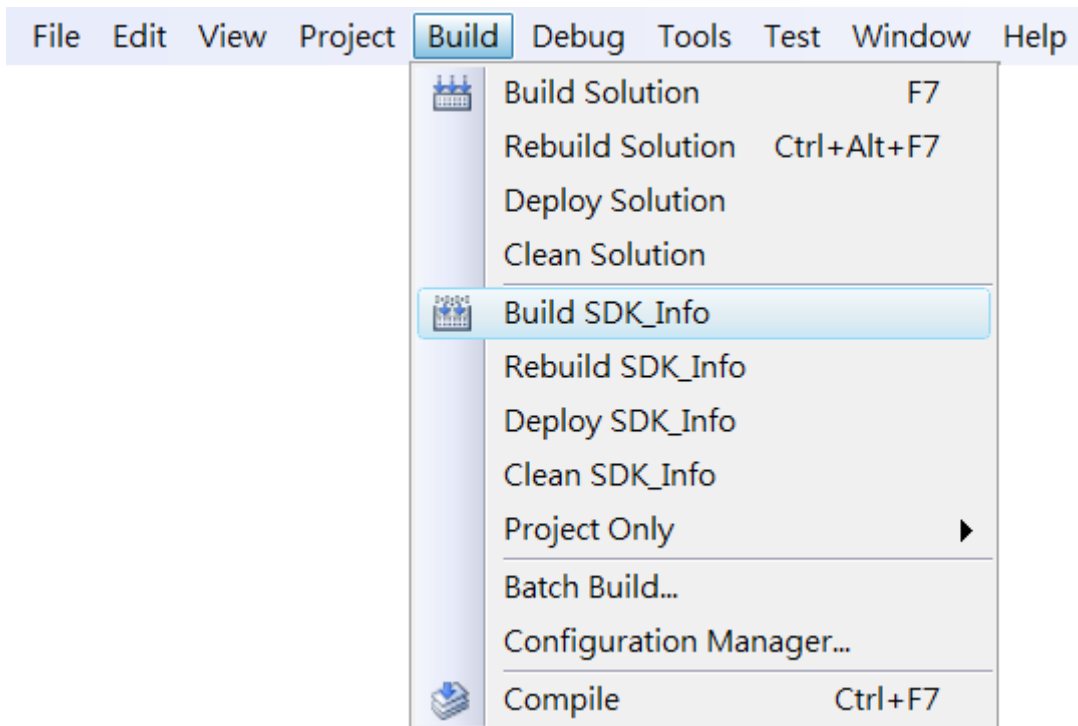 File Edit View Project Build Debug Tools Test Window Help
Build Solution F7
Rebuild Solution Ctrl+Alt+F7
Deploy Solution
Clean Solution
Build SDK_Info
Rebuild SDK_Info
Deploy SDK_Info
Clean SDK_Info
Project Only
Batch Build...
Configuration Manager...
Compile Ctrl+F7